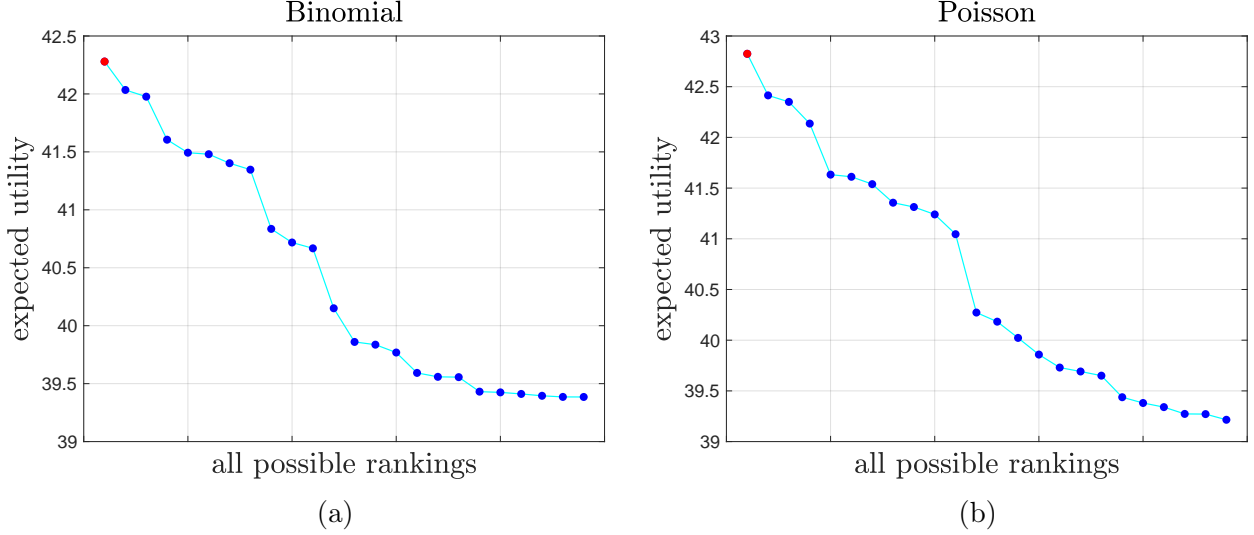 Binomial
42.5
42
41.5
41
40.5
40
39.5
39
expected utility
all possible rankings
(a)
Poisson
43
42.5
42
41.5
41
40.5
40
39.5
39
expected utility
all possible rankings
(b)